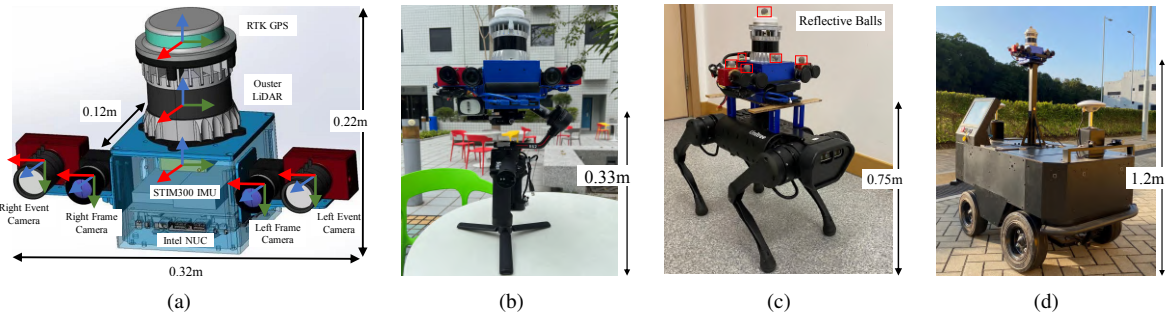 RTK GPS
Ouster
LiDAR
0.12m
0.22m
STIM300 IMU
Right Event
Camera
Right Frame
Camera
Left Frame
Camera
Left Event
Camera
Intel NUC
0.32m
(a)
0.33m
(b)
Reflective Balls
Unitree
0.75m
(c)
1.2m
(d)